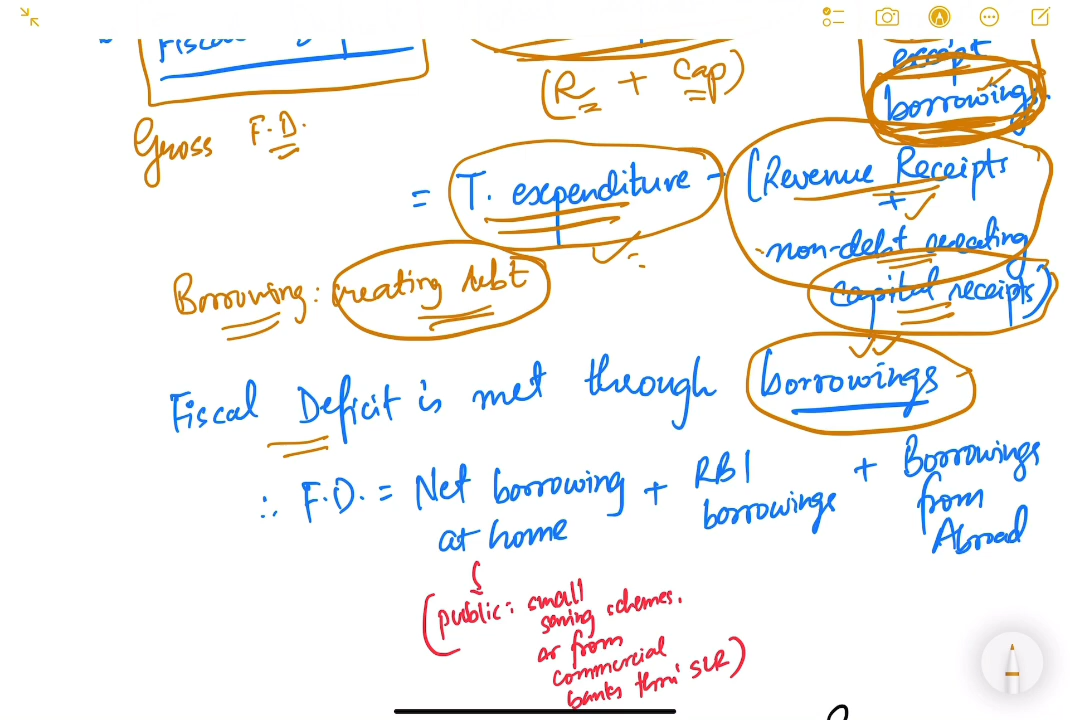 Fiscal
except
(R + Cap)
borrowing
Gross F.D.
= T. expenditure - (Revenue Receipts
+
non-debt creating
capital receipts)
Borrowing: creating debt
Fiscal Deficit is met through borrowings
∴ F.D. = Net borrowing at home + RBI borrowings + Borrowings from Abroad
(public: small
saving schemes.
or from
commercial
banks thru' SLR)